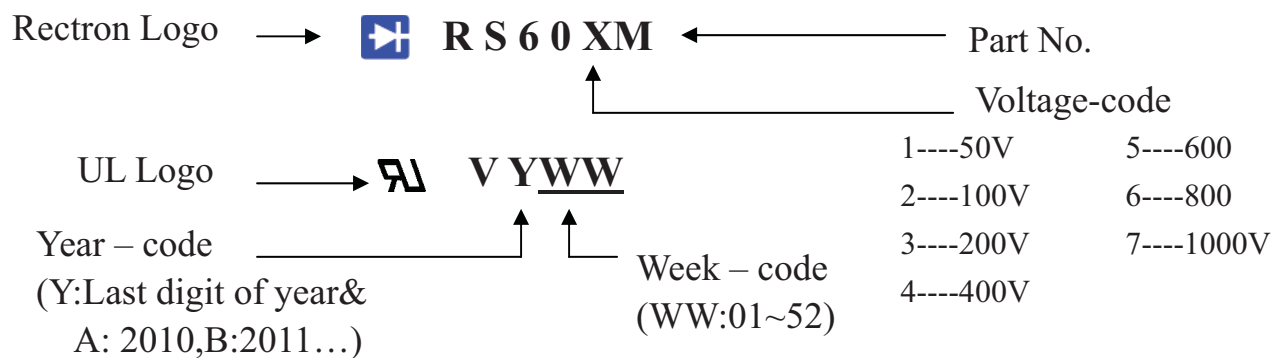 Rectron Logo R S 6 0 XM Part No.
Voltage-code
1----50V 5----600
UL Logo V YWW
2----100V 6----800
Year – code
3----200V 7----1000V
Week – code
(Y:Last digit of year&
4----400V
(WW:01~52)
A: 2010,B:2011…)